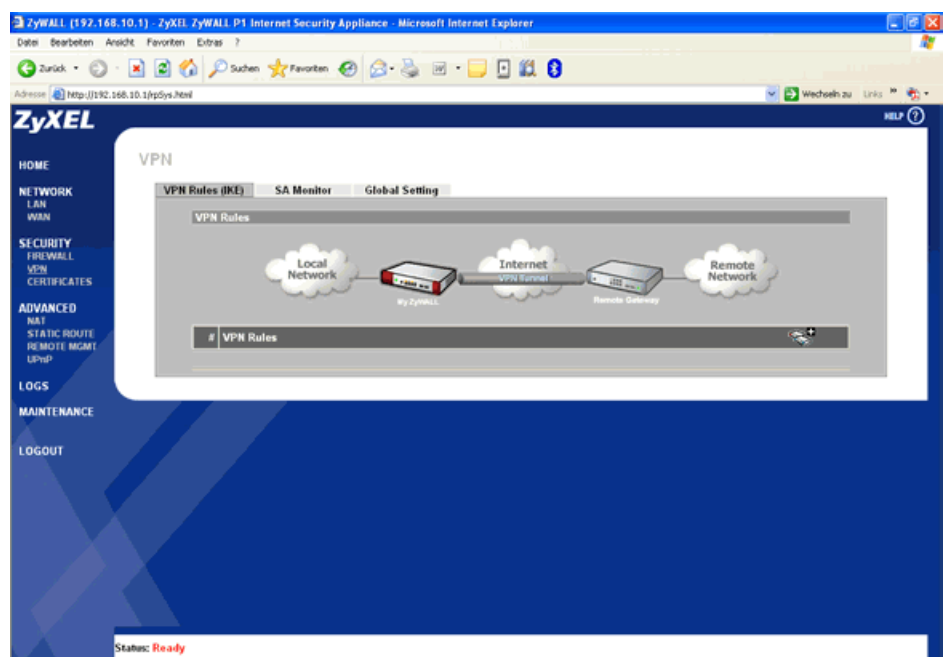 ZyWALL (192.168.10.1) - ZyXEL ZyWALL P1 Internet Security Appliance - Microsoft Internet Explorer
Datei Bearbeiten Ansicht Favoriten Extras ?
Zurück Suchen Favoriten
Adresse http://192.168.10.1/rpSys.html Wechseln zu Links »
ZyXEL
HELP ?
HOME
NETWORK
LAN
WAN
SECURITY
FIREWALL
VPN
CERTIFICATES
ADVANCED
NAT
STATIC ROUTE
REMOTE MGMT
UPnP
LOGS
MAINTENANCE
LOGOUT
VPN
VPN Rules (IKE) SA Monitor Global Setting
VPN Rules
Local Network
My ZyWALL
Internet
VPN Tunnel
Remote Gateway
Remote Network
# VPN Rules
Status: Ready